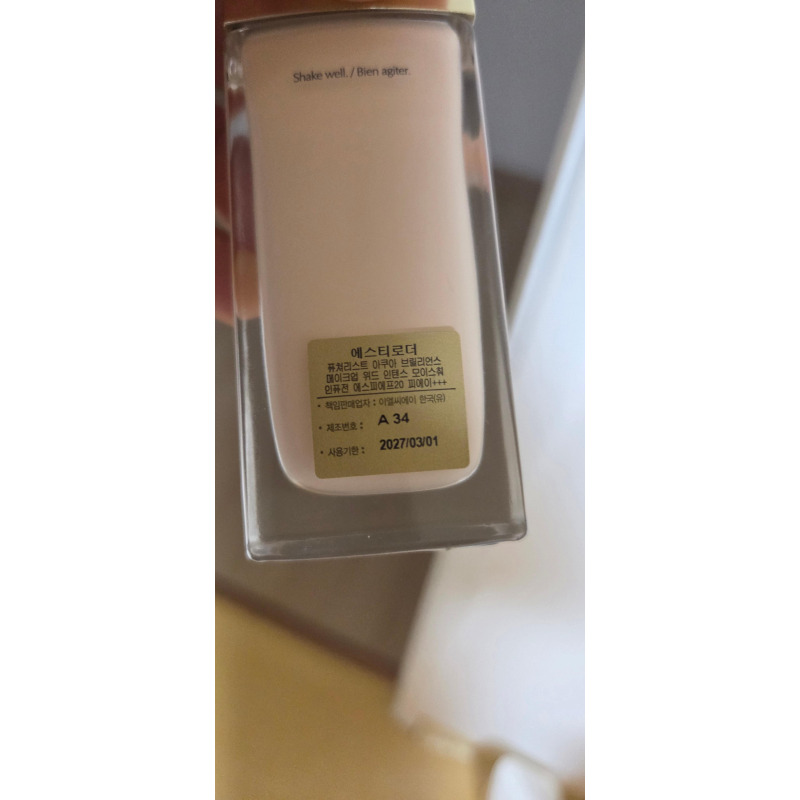 Shake well. / Bien agiter.
에스티로더
퓨쳐리스트 아쿠아 브릴리언스
메이크업 위드 인텐스 모이스춰
인퓨전 에스피에프20 피에이+++
• 책임판매업자 : 이엘씨에이 한국(유)
• 제조번호 : A 34
• 사용기한 : 2027/03/01